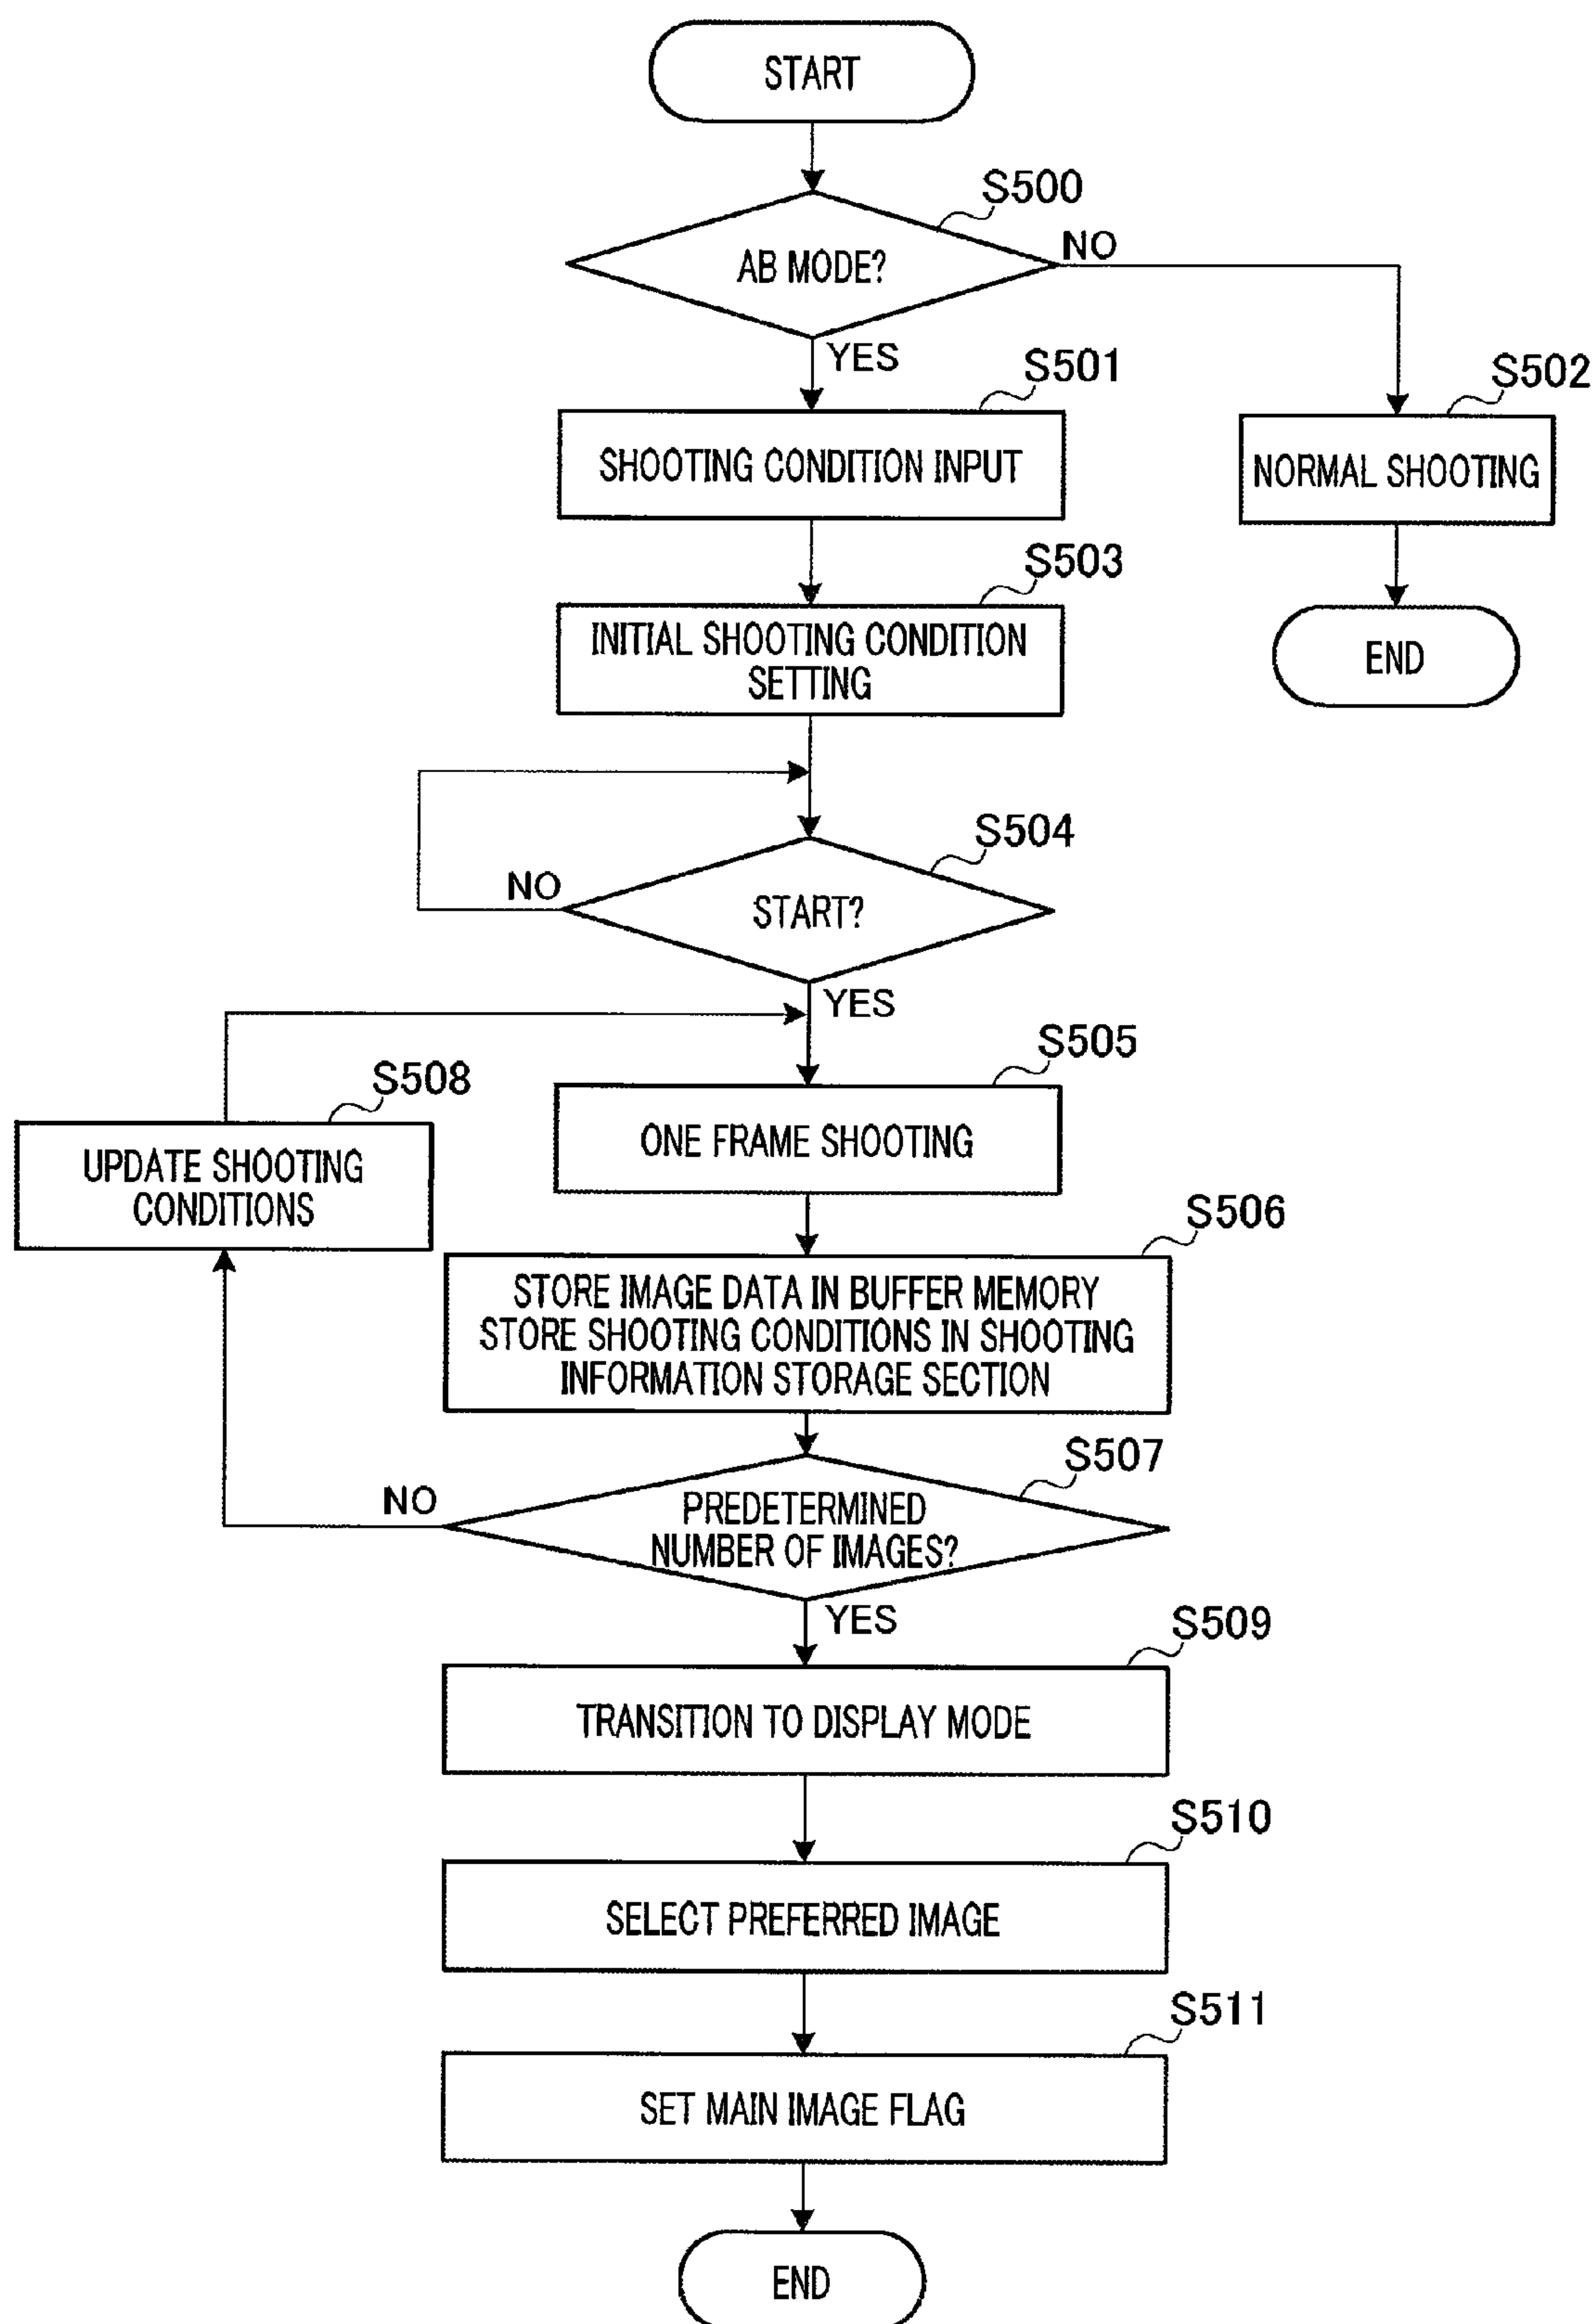 START
S500
AB MODE?
NO
YES
S501
SHOOTING CONDITION INPUT
S502
NORMAL SHOOTING
S503
INITIAL SHOOTING CONDITION
SETTING
END
S504
NO
START?
YES
S505
ONE FRAME SHOOTING
S508
UPDATE SHOOTING
CONDITIONS
S506
STORE IMAGE DATA IN BUFFER MEMORY
STORE SHOOTING CONDITIONS IN SHOOTING
INFORMATION STORAGE SECTION
S507
NO
PREDETERMINED
NUMBER OF IMAGES?
YES
S509
TRANSITION TO DISPLAY MODE
S510
SELECT PREFERRED IMAGE
S511
SET MAIN IMAGE FLAG
END